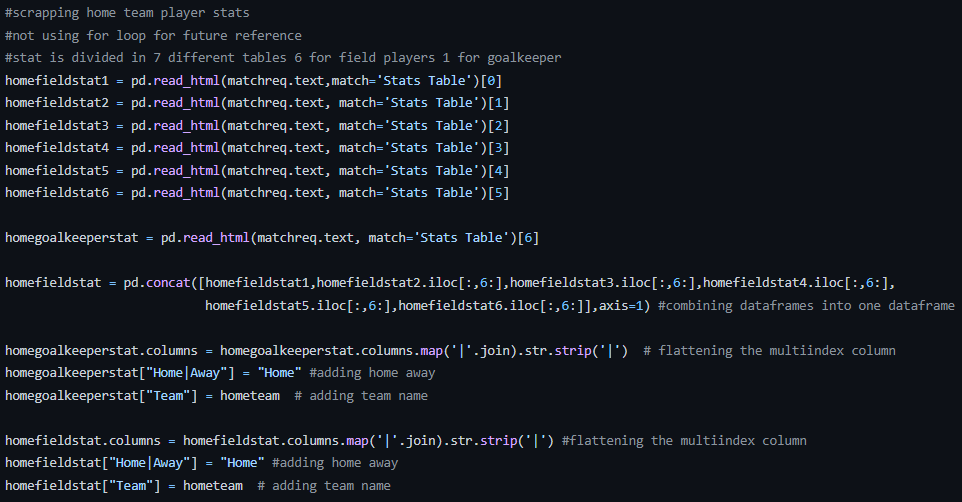 #scrapping home team player stats
#not using for loop for future reference
#stat is divided in 7 different tables 6 for field players 1 for goalkeeper
homefieldstat1 = pd.read_html(matchreq.text,match='Stats Table')[0]
homefieldstat2 = pd.read_html(matchreq.text, match='Stats Table')[1]
homefieldstat3 = pd.read_html(matchreq.text, match='Stats Table')[2]
homefieldstat4 = pd.read_html(matchreq.text, match='Stats Table')[3]
homefieldstat5 = pd.read_html(matchreq.text, match='Stats Table')[4]
homefieldstat6 = pd.read_html(matchreq.text, match='Stats Table')[5]
homegoalkeeperstat = pd.read_html(matchreq.text, match='Stats Table')[6]
homefieldstat = pd.concat([homefieldstat1,homefieldstat2.iloc[:,6:],homefieldstat3.iloc[:,6:],homefieldstat4.iloc[:,6:],
homefieldstat5.iloc[:,6:],homefieldstat6.iloc[:,6:]],axis=1) #combining dataframes into one dataframe
homegoalkeeperstat.columns = homegoalkeeperstat.columns.map('|'.join).str.strip('|')  # flattening the multiindex column
homegoalkeeperstat["Home|Away"] = "Home" #adding home away
homegoalkeeperstat["Team"] = hometeam  # adding team name
homefieldstat.columns = homefieldstat.columns.map('|'.join).str.strip('|') #flattening the multiindex column
homefieldstat["Home|Away"] = "Home" #adding home away
homefieldstat["Team"] = hometeam  # adding team name